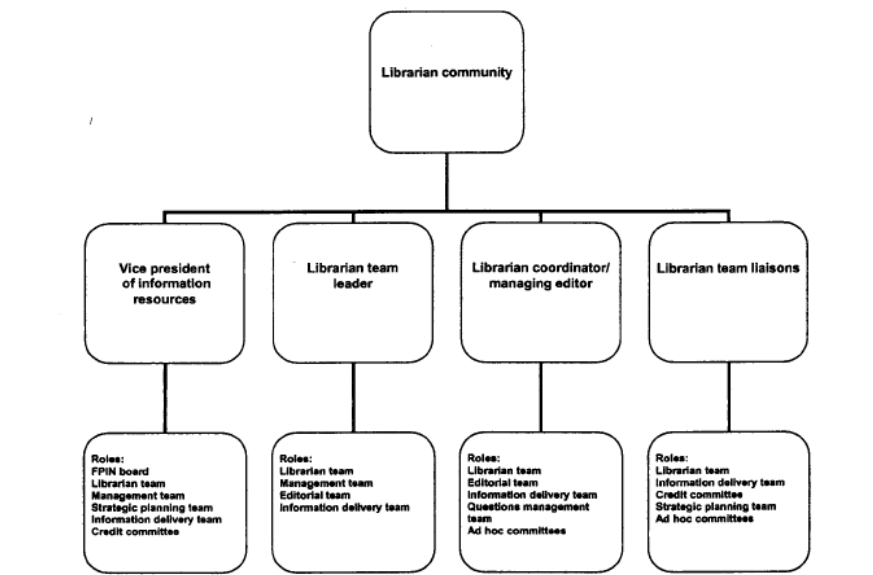 Librarian community
Vice president
of information
resources
Librarian team
leader
Librarian coordinator/
managing editor
Librarian team liaisons
Roles:
FPIN board
Librarian team
Management team
Strategic planning team
Information delivery team
Credit committee
Roles:
Librarian team
Management team
Editorial team
Information delivery team
Roles:
Librarian team
Editorial team
Information delivery team
Questions management
team
Ad hoc committees
Roles:
Librarian team
Information delivery team
Credit committee
Strategic planning team
Ad hoc committees